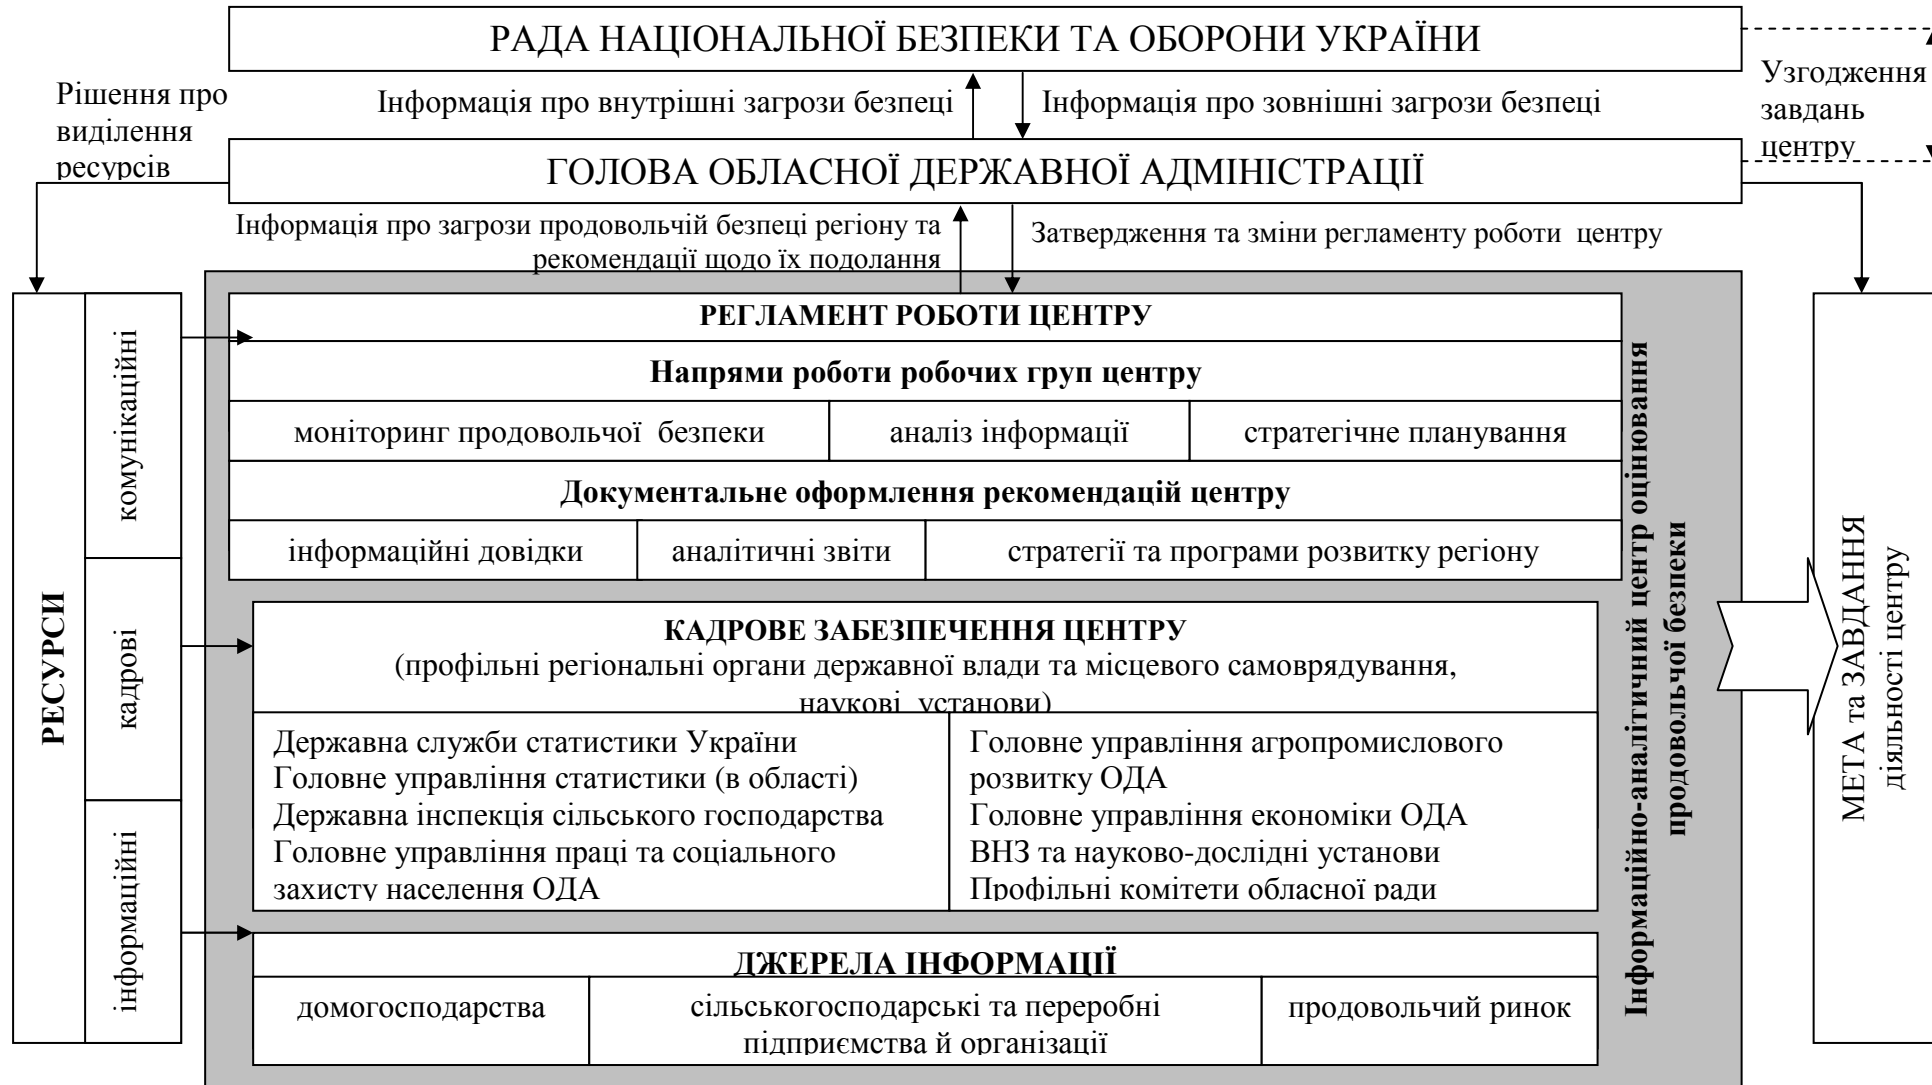 РАДА НАЦІОНАЛЬНОЇ БЕЗПЕКИ ТА ОБОРОНИ УКРАЇНИ
Рішення про
виділення
ресурсів
Інформація про внутрішні загрози безпеці
Інформація про зовнішні загрози безпеці
Узгодження
завдань
центру
ГОЛОВА ОБЛАСНОЇ ДЕРЖАВНОЇ АДМІНІСТРАЦІЇ
Інформація про загрози продовольчій безпеці регіону та
рекомендації щодо їх подолання
Затвердження та зміни регламенту роботи центру
РЕСУРСИ
комунікаційні
кадрові
інформаційні
РЕГЛАМЕНТ РОБОТИ ЦЕНТРУ
Напрями роботи робочих груп центру
моніторинг продовольчої безпеки
аналіз інформації
стратегічне планування
Документальне оформлення рекомендацій центру
інформаційні довідки
аналітичні звіти
стратегії та програми розвитку регіону
КАДРОВЕ ЗАБЕЗПЕЧЕННЯ ЦЕНТРУ
(профільні регіональні органи державної влади та місцевого самоврядування,
наукові установи)
Державна служби статистики України
Головне управління статистики (в області)
Державна інспекція сільського господарства
Головне управління праці та соціального
захисту населення ОДА
Головне управління агропромислового
розвитку ОДА
Головне управління економіки ОДА
ВНЗ та науково-дослідні установи
Профільні комітети обласної ради
ДЖЕРЕЛА ІНФОРМАЦІЇ
домогосподарства
сільськогосподарські та переробні
підприємства й організації
продовольчий ринок
Інформаційно-аналітичний центр оцінювання
продовольчої безпеки
МЕТА та ЗАВДАННЯ
діяльності центру